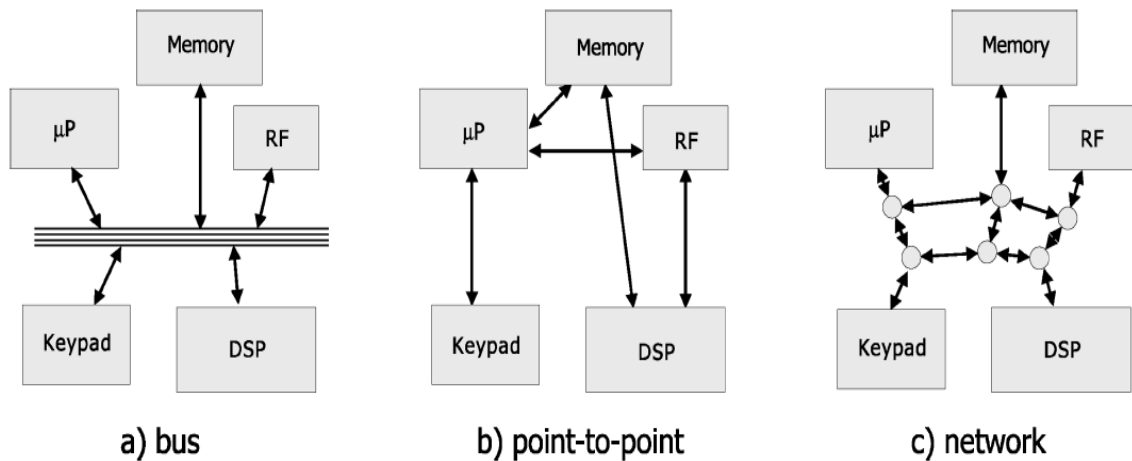 Memory
μP
RF
Keypad
DSP
a) bus
Memory
μP
RF
Keypad
DSP
b) point-to-point
Memory
μP
RF
Keypad
DSP
c) network